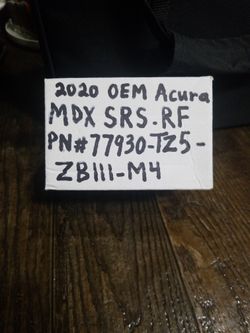 2020 OEM Acura
MDX SRS-RF
PN#77930-TZ5-
ZB111-M4